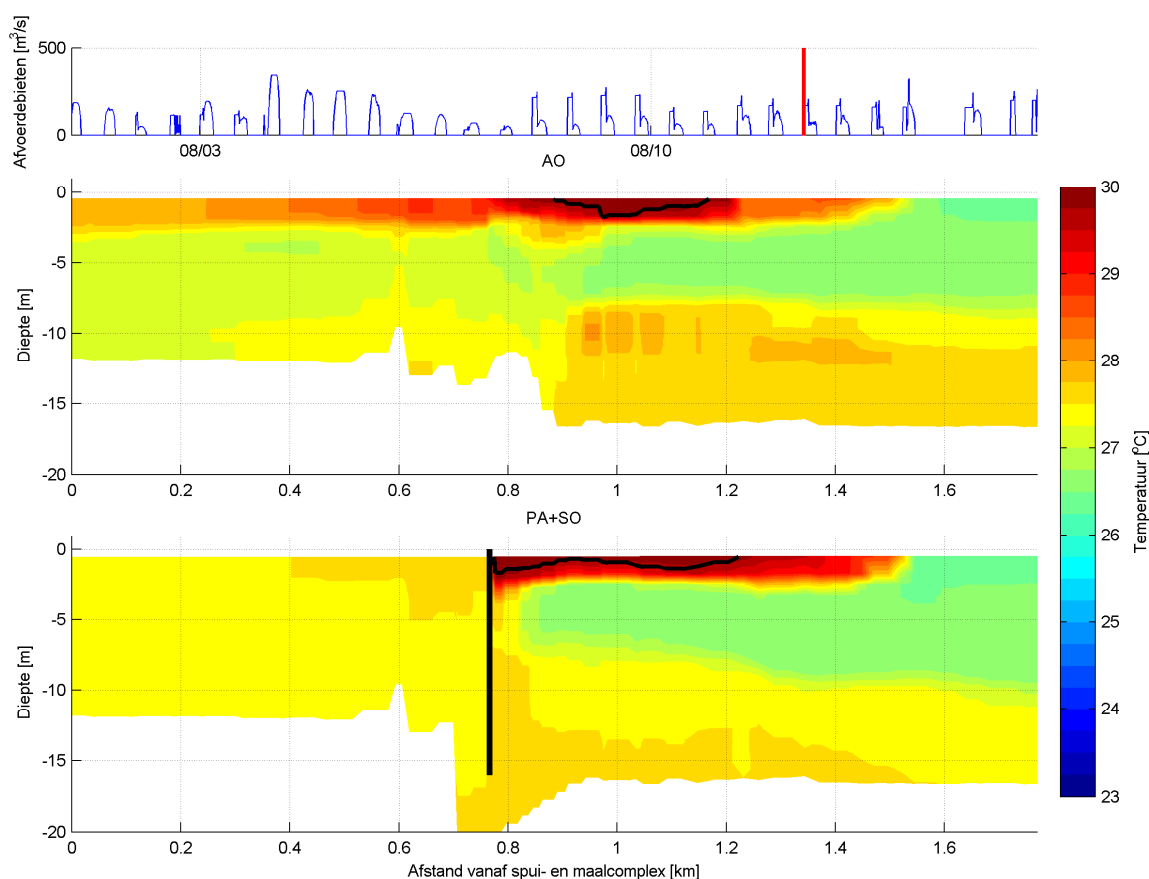 Afvoerdebieten [m³/s]
500
0
08/03
08/10
AO
Diepte [m]
0
-5
-10
-15
-20
0 0.2 0.4 0.6 0.8 1 1.2 1.4 1.6
PA+SO
Diepte [m]
0
-5
-10
-15
-20
0 0.2 0.4 0.6 0.8 1 1.2 1.4 1.6
Afstand vanaf spui- en maalcomplex [km]
30
29
28
27
26
25
24
23
Temperatuur [°C]